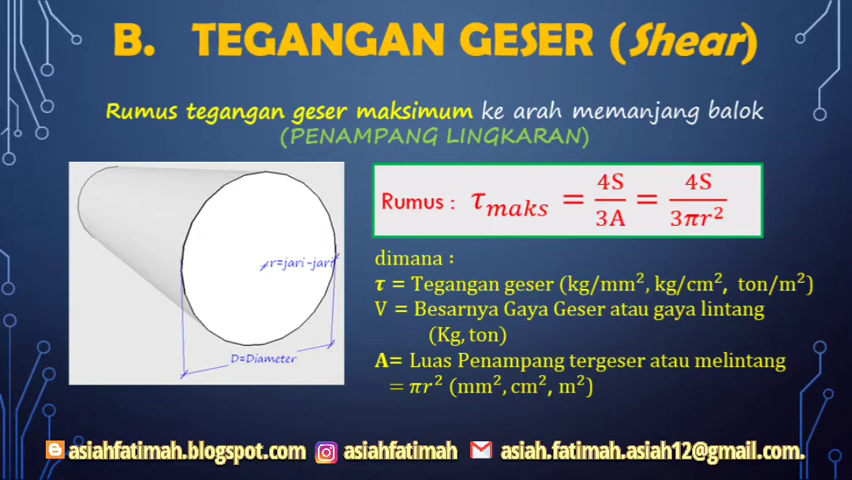 B. TEGANGAN GESER (Shear)
Rumus tegangan geser maksimum ke arah memanjang balok
(PENAMPANG LINGKARAN)
r=jari-jari
D=Diameter
Rumus : τ_maks = 4S/3A = 4S/3πr²
dimana :
τ = Tegangan geser (kg/mm², kg/cm², ton/m²)
V = Besarnya Gaya Geser atau gaya lintang
(Kg, ton)
A= Luas Penampang tergeser atau melintang
= πr² (mm², cm², m²)
asiahfatimah.blogspot.com asiahfatimah asiah.fatimah.asiah12@gmail.com.